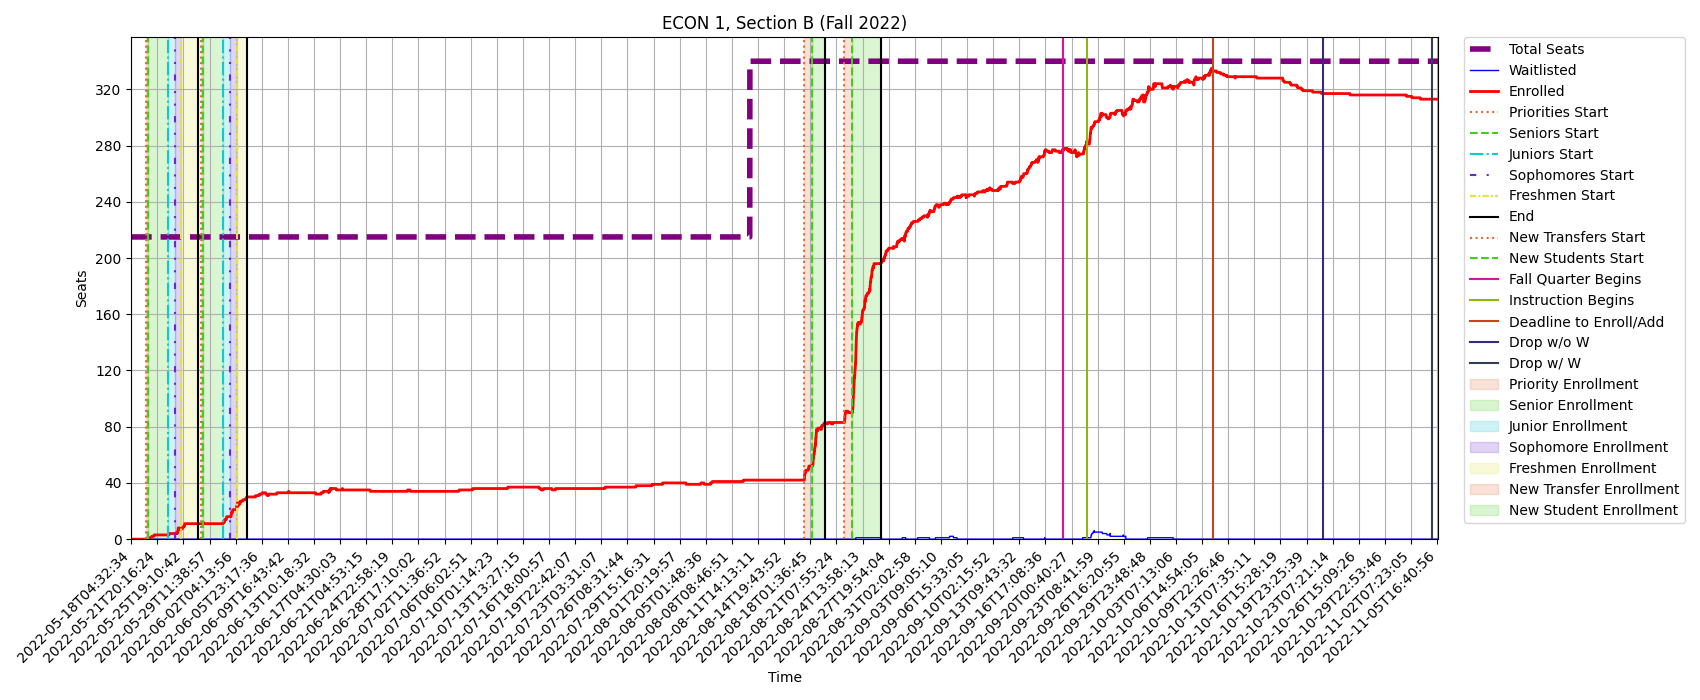 ECON 1, Section B (Fall 2022)
Seats
320
280
240
200
160
120
80
40
0
2022-05-18T04:32:34
2022-05-21T20:16:24
2022-05-25T19:10:42
2022-05-29T11:38:57
2022-06-02T04:13:56
2022-06-05T23:17:36
2022-06-09T16:43:42
2022-06-13T10:18:32
2022-06-17T04:30:03
2022-06-21T04:53:15
2022-06-24T22:58:19
2022-06-28T17:10:02
2022-07-02T11:36:52
2022-07-06T06:02:51
2022-07-10T01:14:23
2022-07-13T13:27:15
2022-07-16T18:00:57
2022-07-19T22:42:07
2022-07-23T03:31:07
2022-07-26T08:31:44
2022-07-29T15:16:31
2022-08-01T20:19:57
2022-08-05T01:48:36
2022-08-08T08:46:51
2022-08-11T14:13:11
2022-08-14T19:43:52
2022-08-18T01:36:45
2022-08-21T07:55:24
2022-08-24T13:58:13
2022-08-27T19:54:04
2022-08-31T02:02:58
2022-09-03T09:05:10
2022-09-06T15:33:05
2022-09-10T02:15:52
2022-09-13T09:43:32
2022-09-16T17:08:36
2022-09-20T00:40:27
2022-09-23T08:41:59
2022-09-26T16:20:55
2022-09-29T23:48:48
2022-10-03T07:13:06
2022-10-06T14:54:05
2022-10-09T22:26:46
2022-10-13T07:35:11
2022-10-16T15:28:19
2022-10-19T23:25:39
2022-10-23T07:21:14
2022-10-26T15:09:26
2022-10-29T22:53:46
2022-11-02T07:23:05
2022-11-05T16:40:56
Time
Total Seats
Waitlisted
Enrolled
Priorities Start
Seniors Start
Juniors Start
Sophomores Start
Freshmen Start
End
New Transfers Start
New Students Start
Fall Quarter Begins
Instruction Begins
Deadline to Enroll/Add
Drop w/o W
Drop w/ W
Priority Enrollment
Senior Enrollment
Junior Enrollment
Sophomore Enrollment
Freshmen Enrollment
New Transfer Enrollment
New Student Enrollment